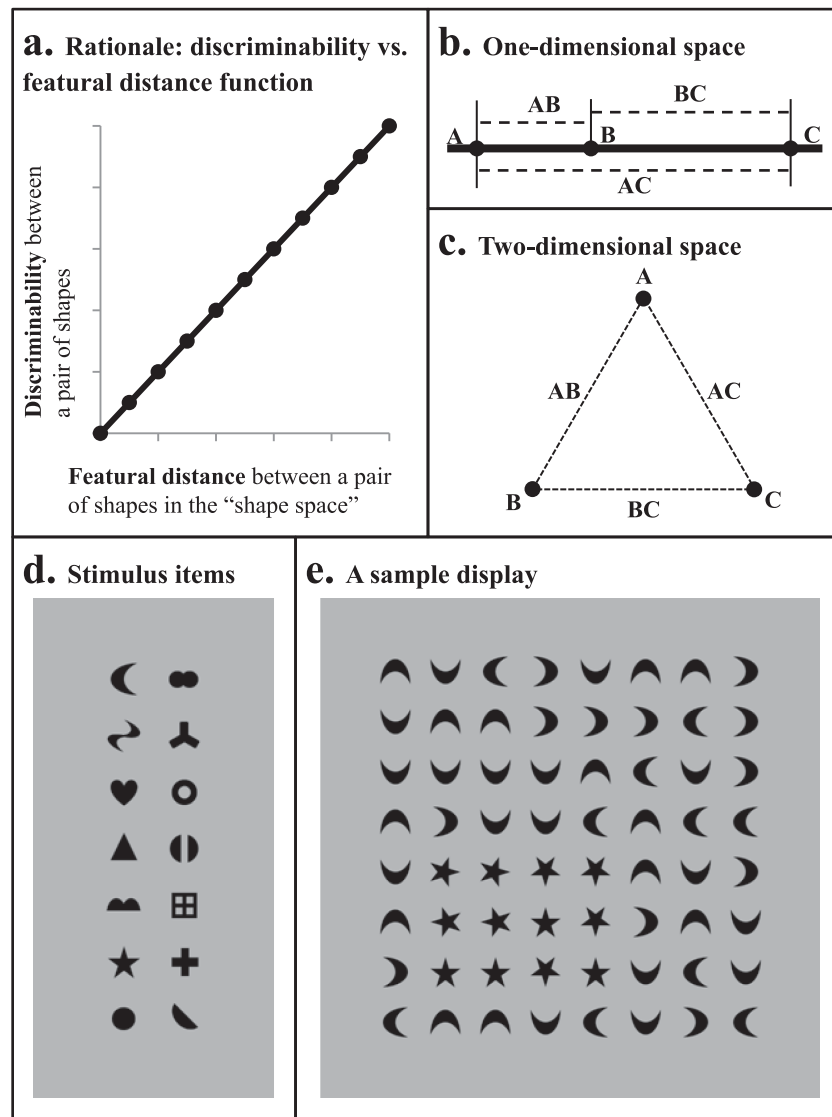 a. Rationale: discriminability vs.
featural distance function
Discriminability between
a pair of shapes
Featural distance between a pair
of shapes in the “shape space”
b. One-dimensional space
AB
BC
A
B
C
AC
c. Two-dimensional space
A
AB
AC
B
BC
C
d. Stimulus items
e. A sample display